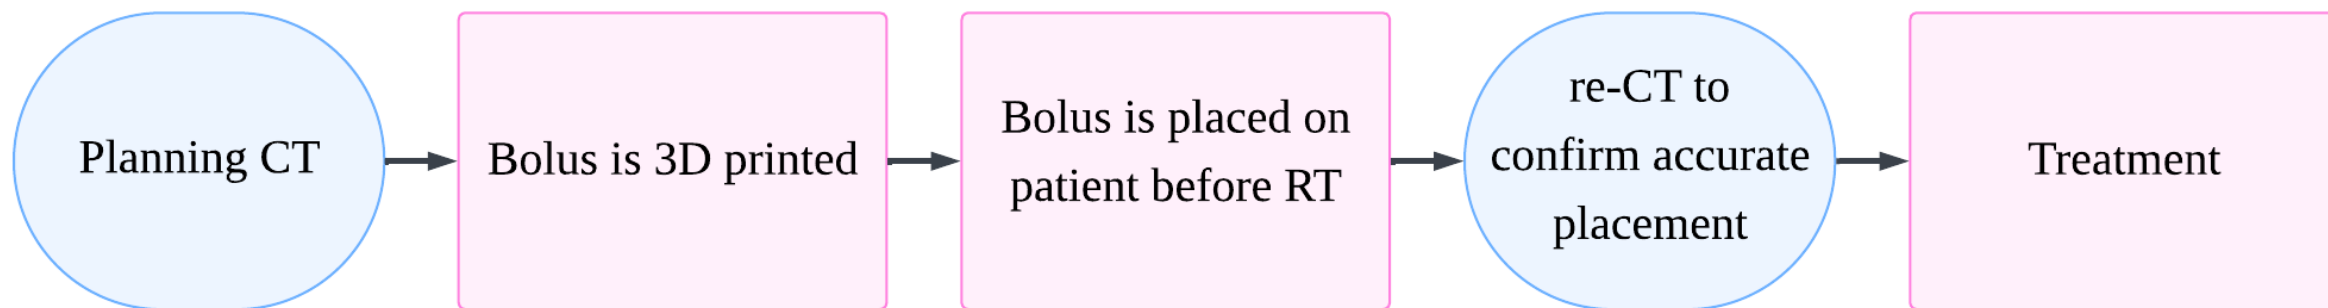 Planning CT
Bolus is 3D printed
Bolus is placed on
patient before RT
re-CT to
confirm accurate
placement
Treatment